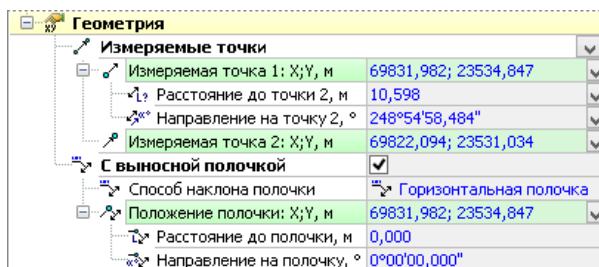 Геометрия
Измеряемые точки
Измеряемая точка 1: X;Y, м 69831,982; 23534,847
Расстояние до точки 2, м 10,598
Направление на точку 2, ° 248°54'58,484"
Измеряемая точка 2: X;Y, м 69822,094; 23531,034
С выносной полочкой
Способ наклона полочки Горизонтальная полочка
Положение полочки: X;Y, м 69831,982; 23534,847
Расстояние до полочки, м 0,000
Направление на полочку, ° 0°00'00,000"